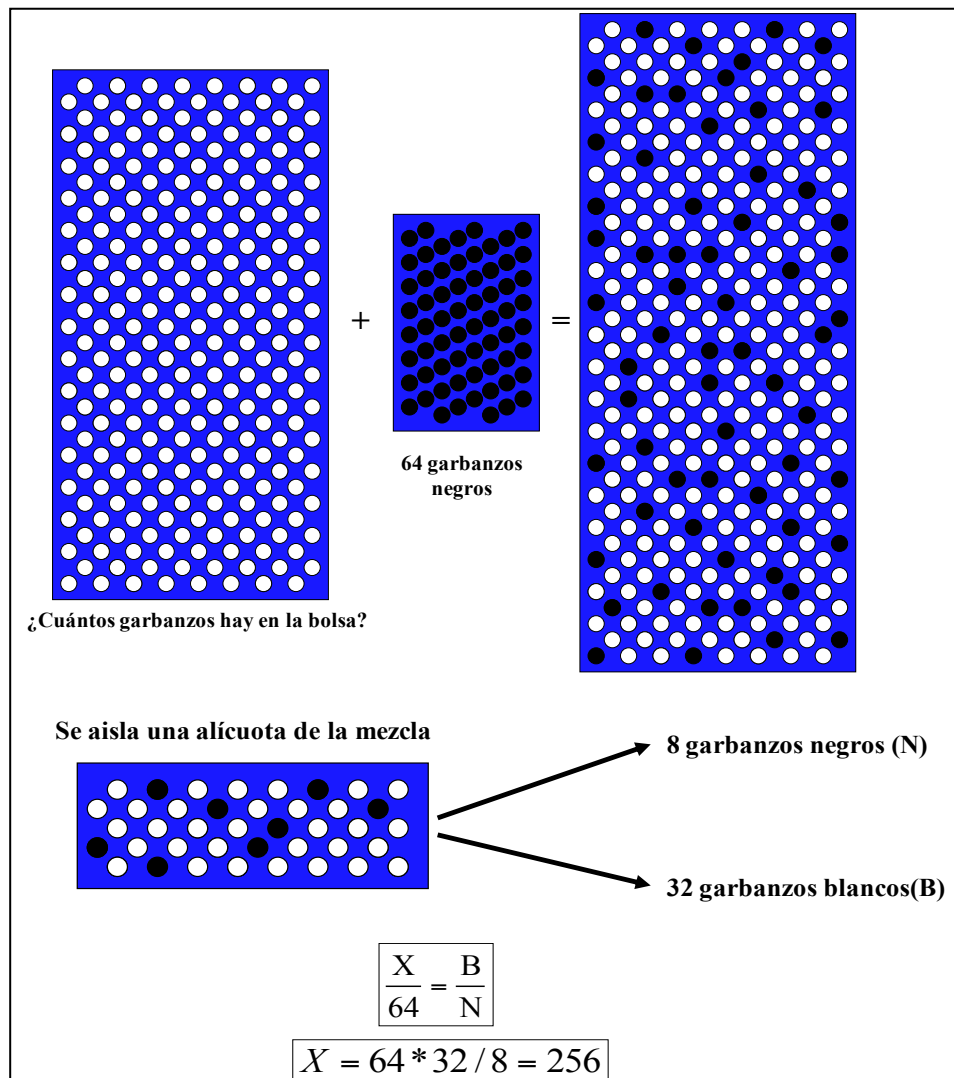 +
=
64 garbanzos
negros
¿Cuántos garbanzos hay en la bolsa?
Se aisla una alícuota de la mezcla
8 garbanzos negros (N)
32 garbanzos blancos(B)
X/64 = B/N
X = 64 * 32 / 8 = 256